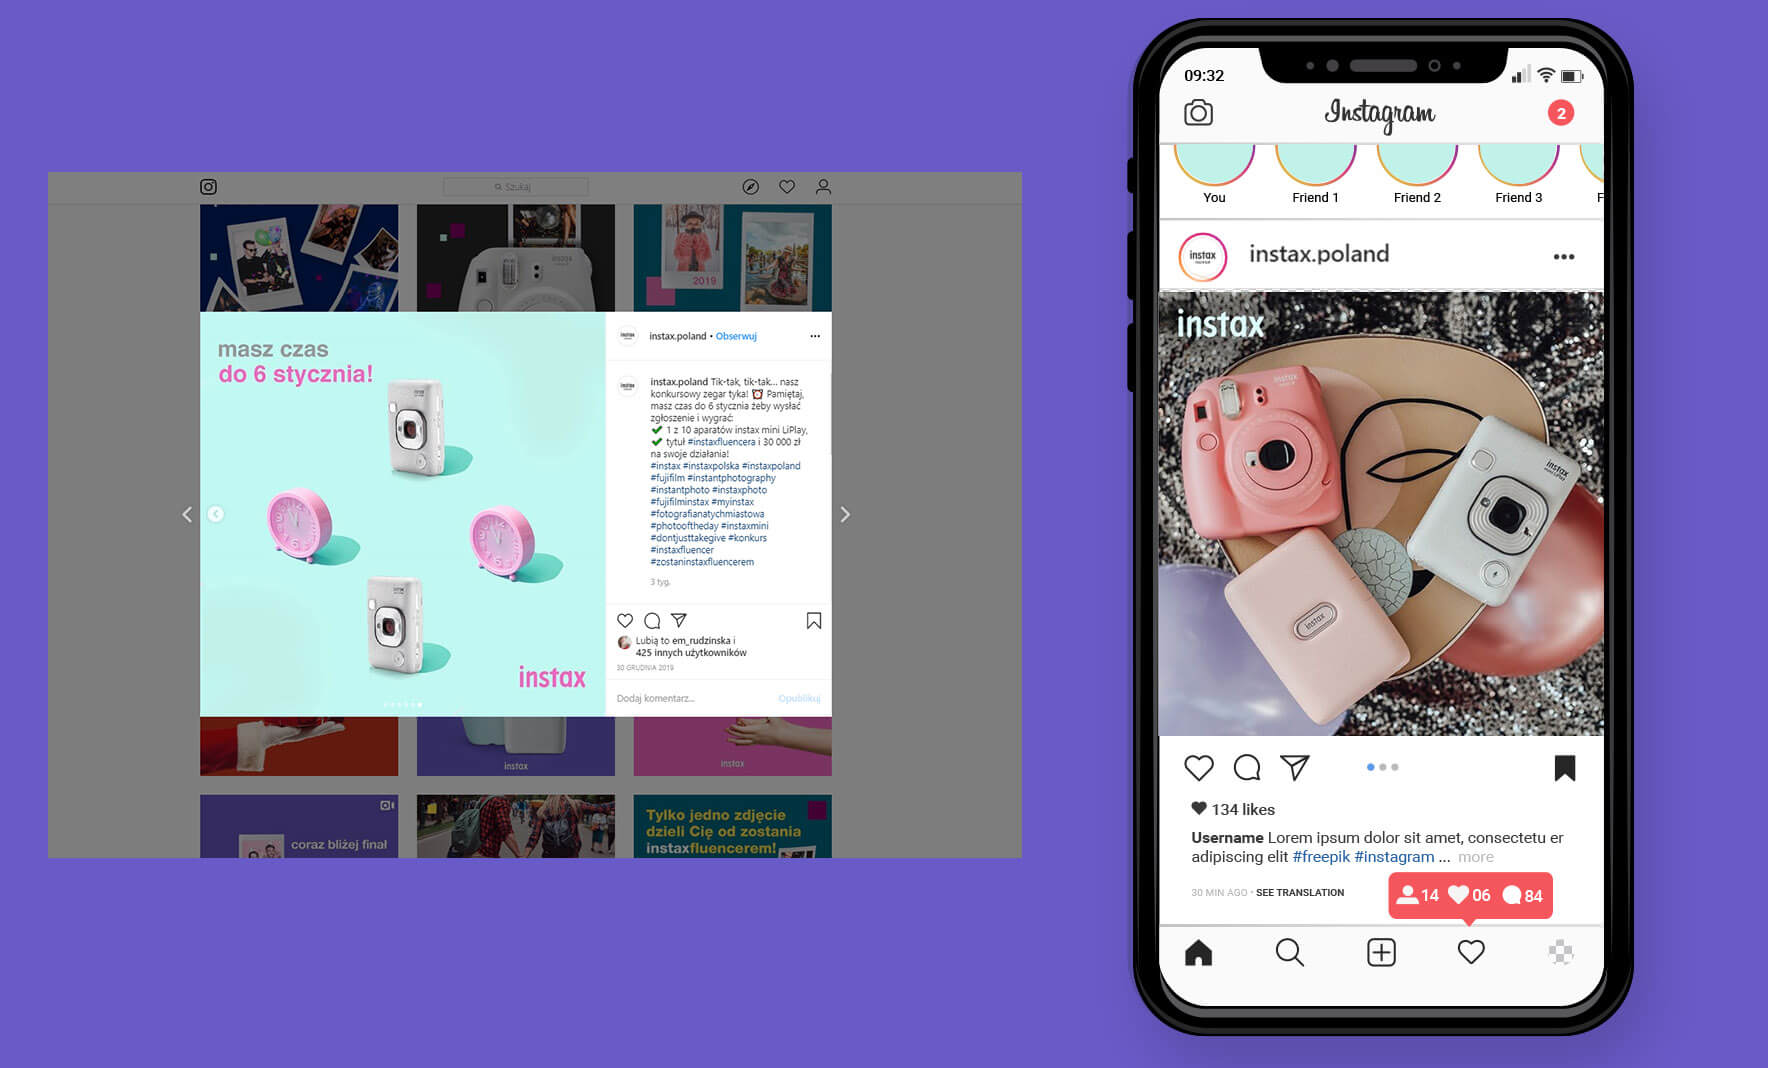 Szukaj
2019
masz czas
do 6 stycznia!
instax
instax.poland • Obserwuj
instax.poland Tik-tak, tik-tak... nasz
konkursowy zegar tyka! ⏰ Pamiętaj,
masz czas do 6 stycznia żeby wysłać
zgłoszenie i wygrać:
✔ 1 z 10 aparatów instax mini LiPlay,
✔ tytuł #instaxfluencera i 30 000 zł
na swoje działania!
#instax #instaxpolska #instaxpoland
#fujifilm #instantphotography
#instantphoto #instaxphoto
#fujifilminstax #myinstax
#fotografianatychmiastowa
#photooftheday #instaxmini
#dontjusttakegive #konkurs
#instaxfluencer
#zostaninstaxfluencerem
3 tyg.
Lubią to em_rudzinska i
425 innych użytkowników
30 GRUDNIA 2019
Dodaj komentarz...
Opublikuj
instax
instax
coraz bliżej finał
Tylko jedno zdjęcie
dzieli Cię od zostania
instaxfluencerem!
09:32
Instagram
2
You
Friend 1
Friend 2
Friend 3
F
instax
instax.poland
instax
instax
instax
instax
134 likes
Username Lorem ipsum dolor sit amet, consectetu er
adipiscing elit #freepik #instagram ... more
30 MIN AGO • SEE TRANSLATION
14 06 84